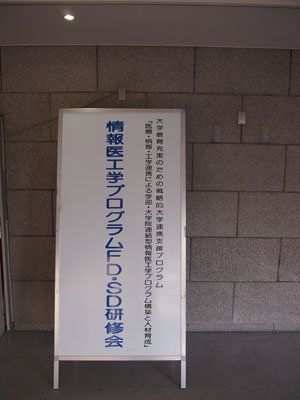 大学教育充実のための戦略的大学連携支援プログラム
「医療・情報・工学連携による学部・大学院連結型情報医工学プログラム構築と人材育成」
情報医工学プログラムFD・SD研修会